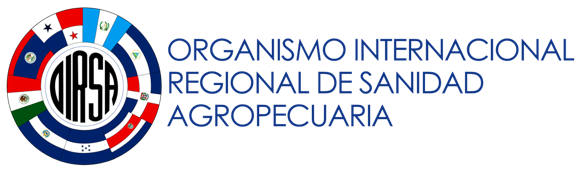 OIRSA
ORGANISMO INTERNACIONAL
REGIONAL DE SANIDAD
AGROPECUARIA